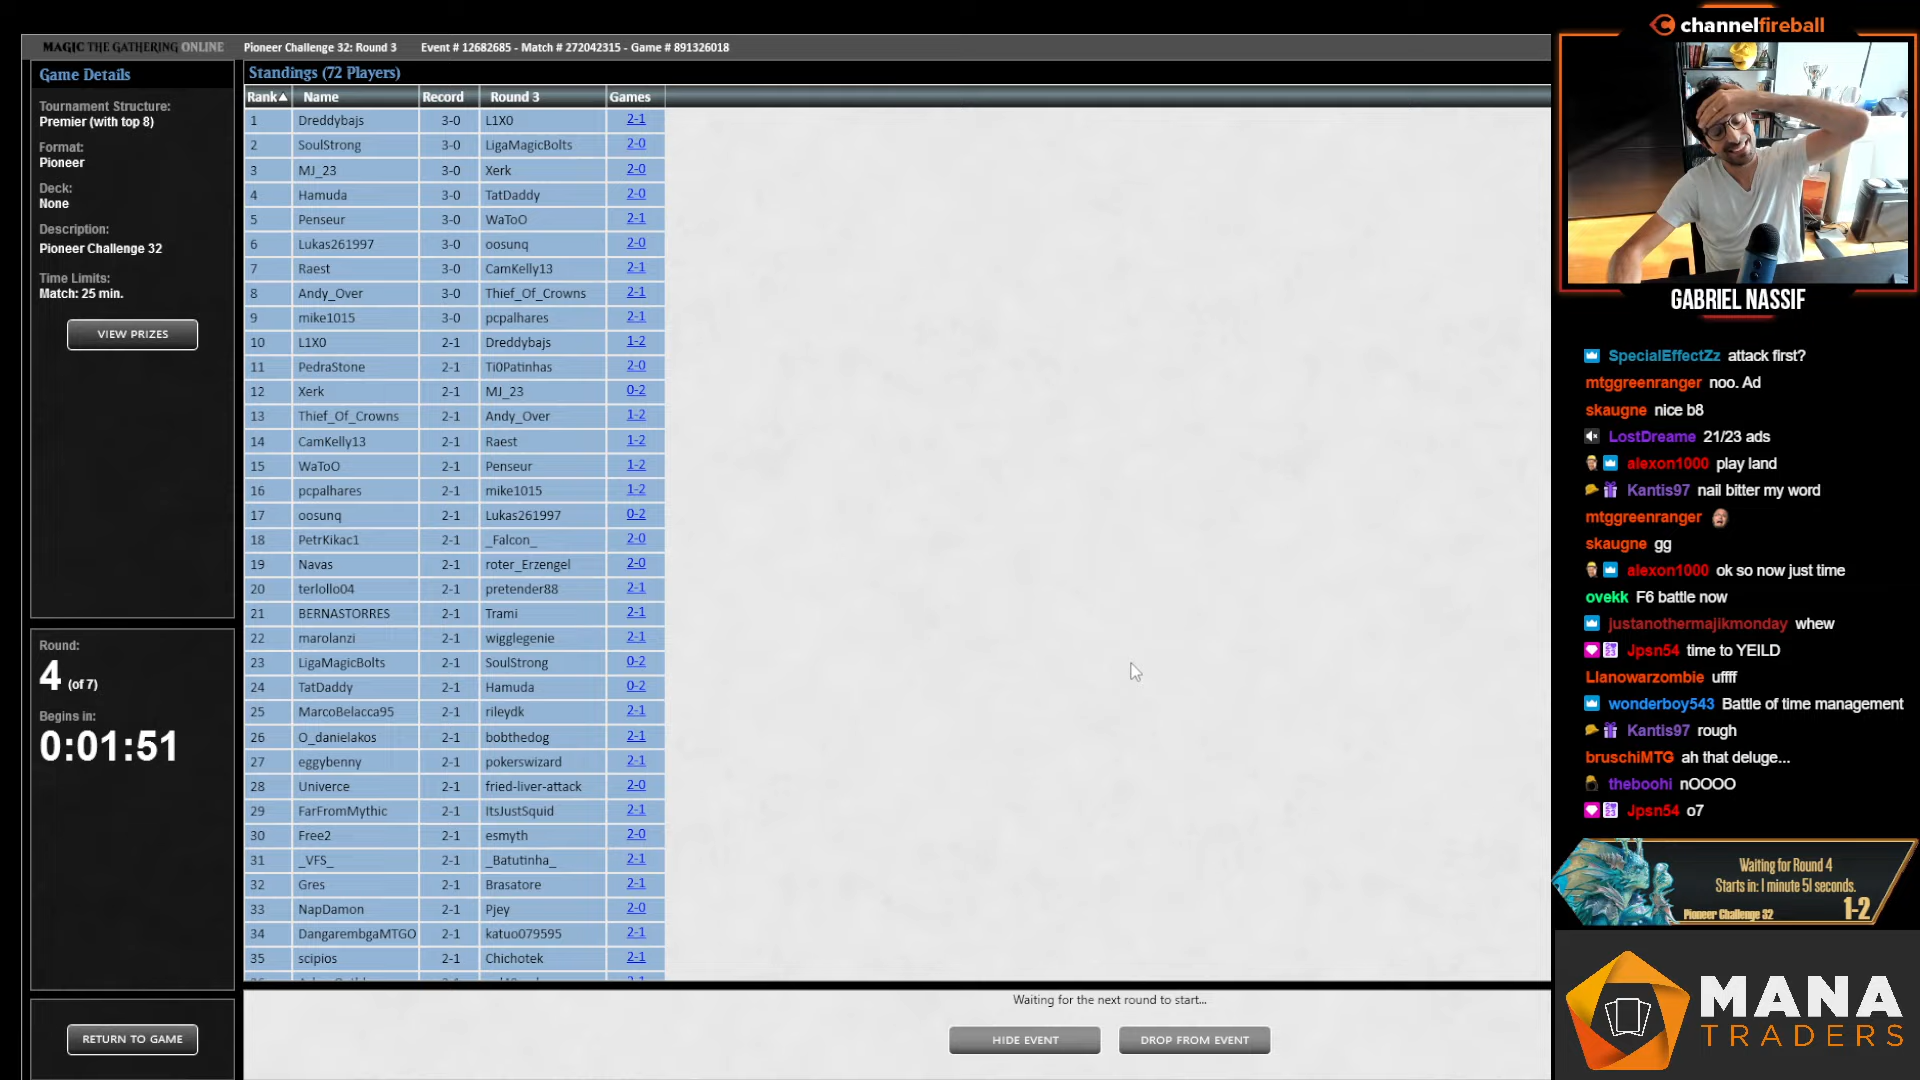 MAGIC THE GATHERING ONLINE
Pioneer Challenge 32: Round 3 Event # 12682685 - Match # 272042315 - Game # 891326018
Game Details
Tournament Structure:
Premier (with top 8)
Format:
Pioneer
Deck:
None
Description:
Pioneer Challenge 32
Time Limits:
Match: 25 min.
VIEW PRIZES
Round:
4 (of 7)
Begins in:
0:01:51
RETURN TO GAME
Standings (72 Players)
Rank Name Record Round 3 Games
1 Dreddybajs 3-0 L1X0 2-1
2 SoulStrong 3-0 LigaMagicBolts 2-0
3 MJ_23 3-0 Xerk 2-0
4 Hamuda 3-0 TatDaddy 2-0
5 Penseur 3-0 WaToO 2-1
6 Lukas261997 3-0 oosunq 2-0
7 Raest 3-0 CamKelly13 2-1
8 Andy_Over 3-0 Thief_Of_Crowns 2-1
9 mike1015 3-0 pcpalhares 2-1
10 L1X0 2-1 Dreddybajs 1-2
11 PedraStone 2-1 Ti0Patinhas 2-0
12 Xerk 2-1 MJ_23 0-2
13 Thief_Of_Crowns 2-1 Andy_Over 1-2
14 CamKelly13 2-1 Raest 1-2
15 WaToO 2-1 Penseur 1-2
16 pcpalhares 2-1 mike1015 1-2
17 oosunq 2-1 Lukas261997 0-2
18 PetrKikac1 2-1 _Falcon_ 2-0
19 Navas 2-1 roter_Erzengel 2-0
20 terlollo04 2-1 pretender88 2-1
21 BERNASTORRES 2-1 Trami 2-1
22 marolanzi 2-1 wigglegenie 2-1
23 LigaMagicBolts 2-1 SoulStrong 0-2
24 TatDaddy 2-1 Hamuda 0-2
25 MarcoBelacca95 2-1 rileydk 2-1
26 O_danielakos 2-1 bobthedog 2-1
27 eggybenny 2-1 pokerswizard 2-1
28 Univerce 2-1 fried-liver-attack 2-0
29 FarFromMythic 2-1 ItsJustSquid 2-1
30 Free2 2-1 esmyth 2-0
31 _VFS_ 2-1 _Batutinha_ 2-1
32 Gres 2-1 Brasatore 2-1
33 NapDamon 2-1 Pjey 2-0
34 DangarembgaMTGO 2-1 katuo079595 2-1
35 scipios 2-1 Chichotek 2-1
Waiting for the next round to start...
HIDE EVENT DROP FROM EVENT
channelfireball
GABRIEL NASSIF
SpecialEffectZz attack first?
mtggreenranger noo. Ad
skaugne nice b8
LostDreame 21/23 ads
alexon1000 play land
Kantis97 nail bitter my word
mtggreenranger
skaugne gg
alexon1000 ok so now just time
ovekk F6 battle now
justanothermajikmonday whew
Jpsn54 time to YEILD
Llanowarzombie uffff
wonderboy543 Battle of time management
Kantis97 rough
bruschiMTG ah that deluge...
theboohi nOOOO
Jpsn54 o7
Waiting for Round 4
Starts in: 1 minute 51 seconds.
Pioneer Challenge 32 1-2
MANA
TRADERS